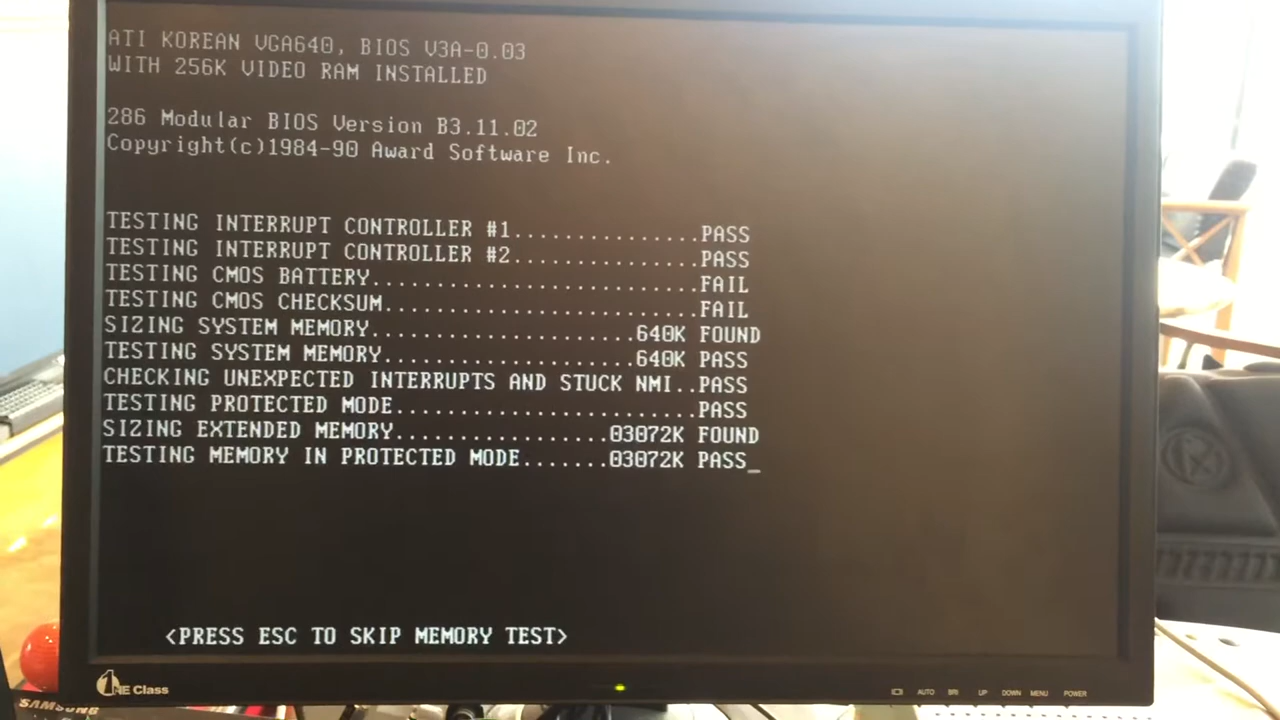 ATI KOREAN VGA640, BIOS V3A-0.03
WITH 256K VIDEO RAM INSTALLED
286 Modular BIOS Version B3.11.02
Copyright(c)1984-90 Award Software Inc.
TESTING INTERRUPT CONTROLLER #1..............PASS
TESTING INTERRUPT CONTROLLER #2..............PASS
TESTING CMOS BATTERY.........................FAIL
TESTING CMOS CHECKSUM........................FAIL
SIZING SYSTEM MEMORY....................640K FOUND
TESTING SYSTEM MEMORY...................640K PASS
CHECKING UNEXPECTED INTERRUPTS AND STUCK NMI..PASS
TESTING PROTECTED MODE.......................PASS
SIZING EXTENDED MEMORY................03072K FOUND
TESTING MEMORY IN PROTECTED MODE.......03072K PASS_
<PRESS ESC TO SKIP MEMORY TEST>
ONE Class
AUTO BRI UP DOWN MENU POWER
SAMSUNG